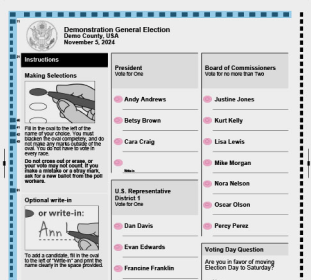 Demonstration General Election
Demo County, USA
November 5, 2024
Instructions
Making Selections
Fill in the oval to the left of the
name of your choice. You must
blacken the oval completely, and do
not make any marks outside of the
oval. You do not have to vote in
every race.
Do not cross out or erase, or
your vote may not count. If you
make a mistake or a stray mark,
ask for a new ballot from the poll
workers.
Optional write-in
or write-in:
Ann
To add a candidate, fill in the oval
to the left of "Write-in" and print the
name clearly in the space provided.
President
Vote for One
Andy Andrews
Betsy Brown
Cara Craig
U.S. Representative
District 1
Vote for One
Dan Davis
Evan Edwards
Francine Franklin
Board of Commissioners
Vote for no more than Two
Justine Jones
Kurt Kelly
Lisa Lewis
Mike Morgan
Nora Nelson
Oscar Olson
Percy Perez
Voting Day Question
Are you in favor of moving
Election Day to Saturday?